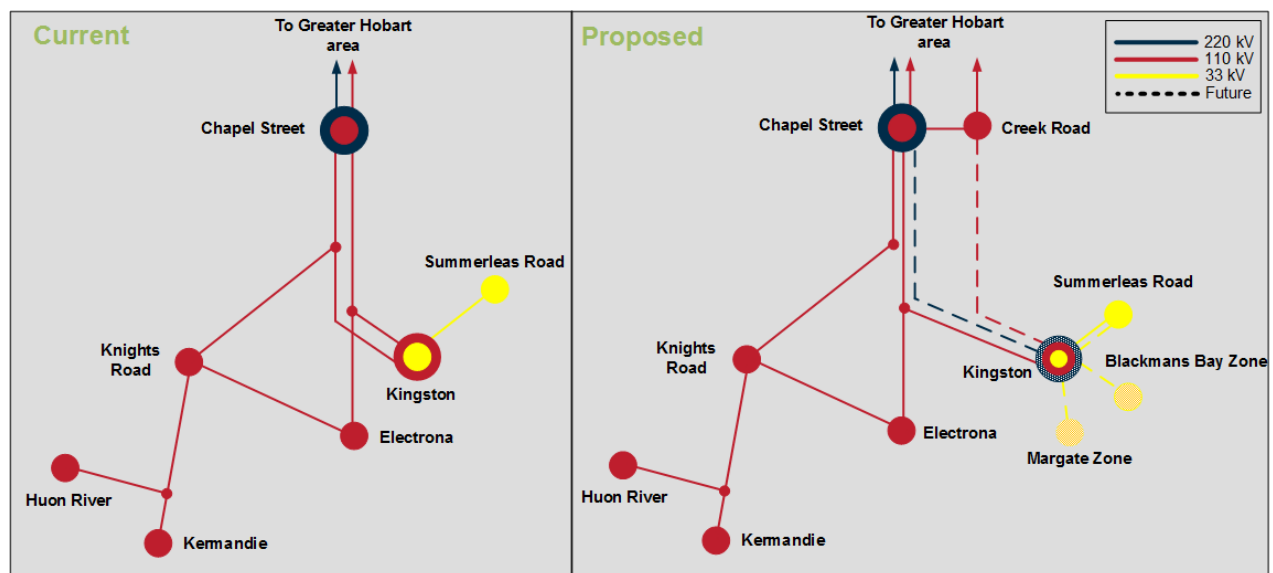 Current
To Greater Hobart
area
Chapel Street
Summerleas Road
Knights
Road
Kingston
Electrona
Huon River
Kermandie
Proposed
To Greater Hobart
area
220 kV
110 kV
33 kV
Future
Chapel Street
Creek Road
Summerleas Road
Knights
Road
Kingston
Blackmans Bay Zone
Electrona
Margate Zone
Huon River
Kermandie